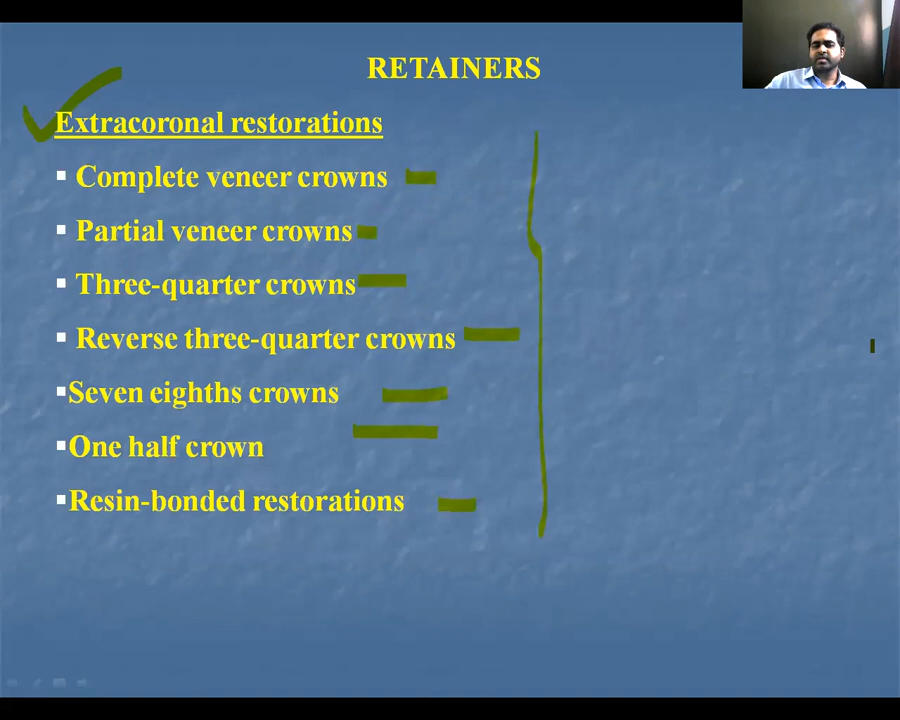 RETAINERS
Extracoronal restorations
▪ Complete veneer crowns
▪ Partial veneer crowns
▪ Three-quarter crowns
▪ Reverse three-quarter crowns
▪Seven eighths crowns
▪One half crown
▪Resin-bonded restorations